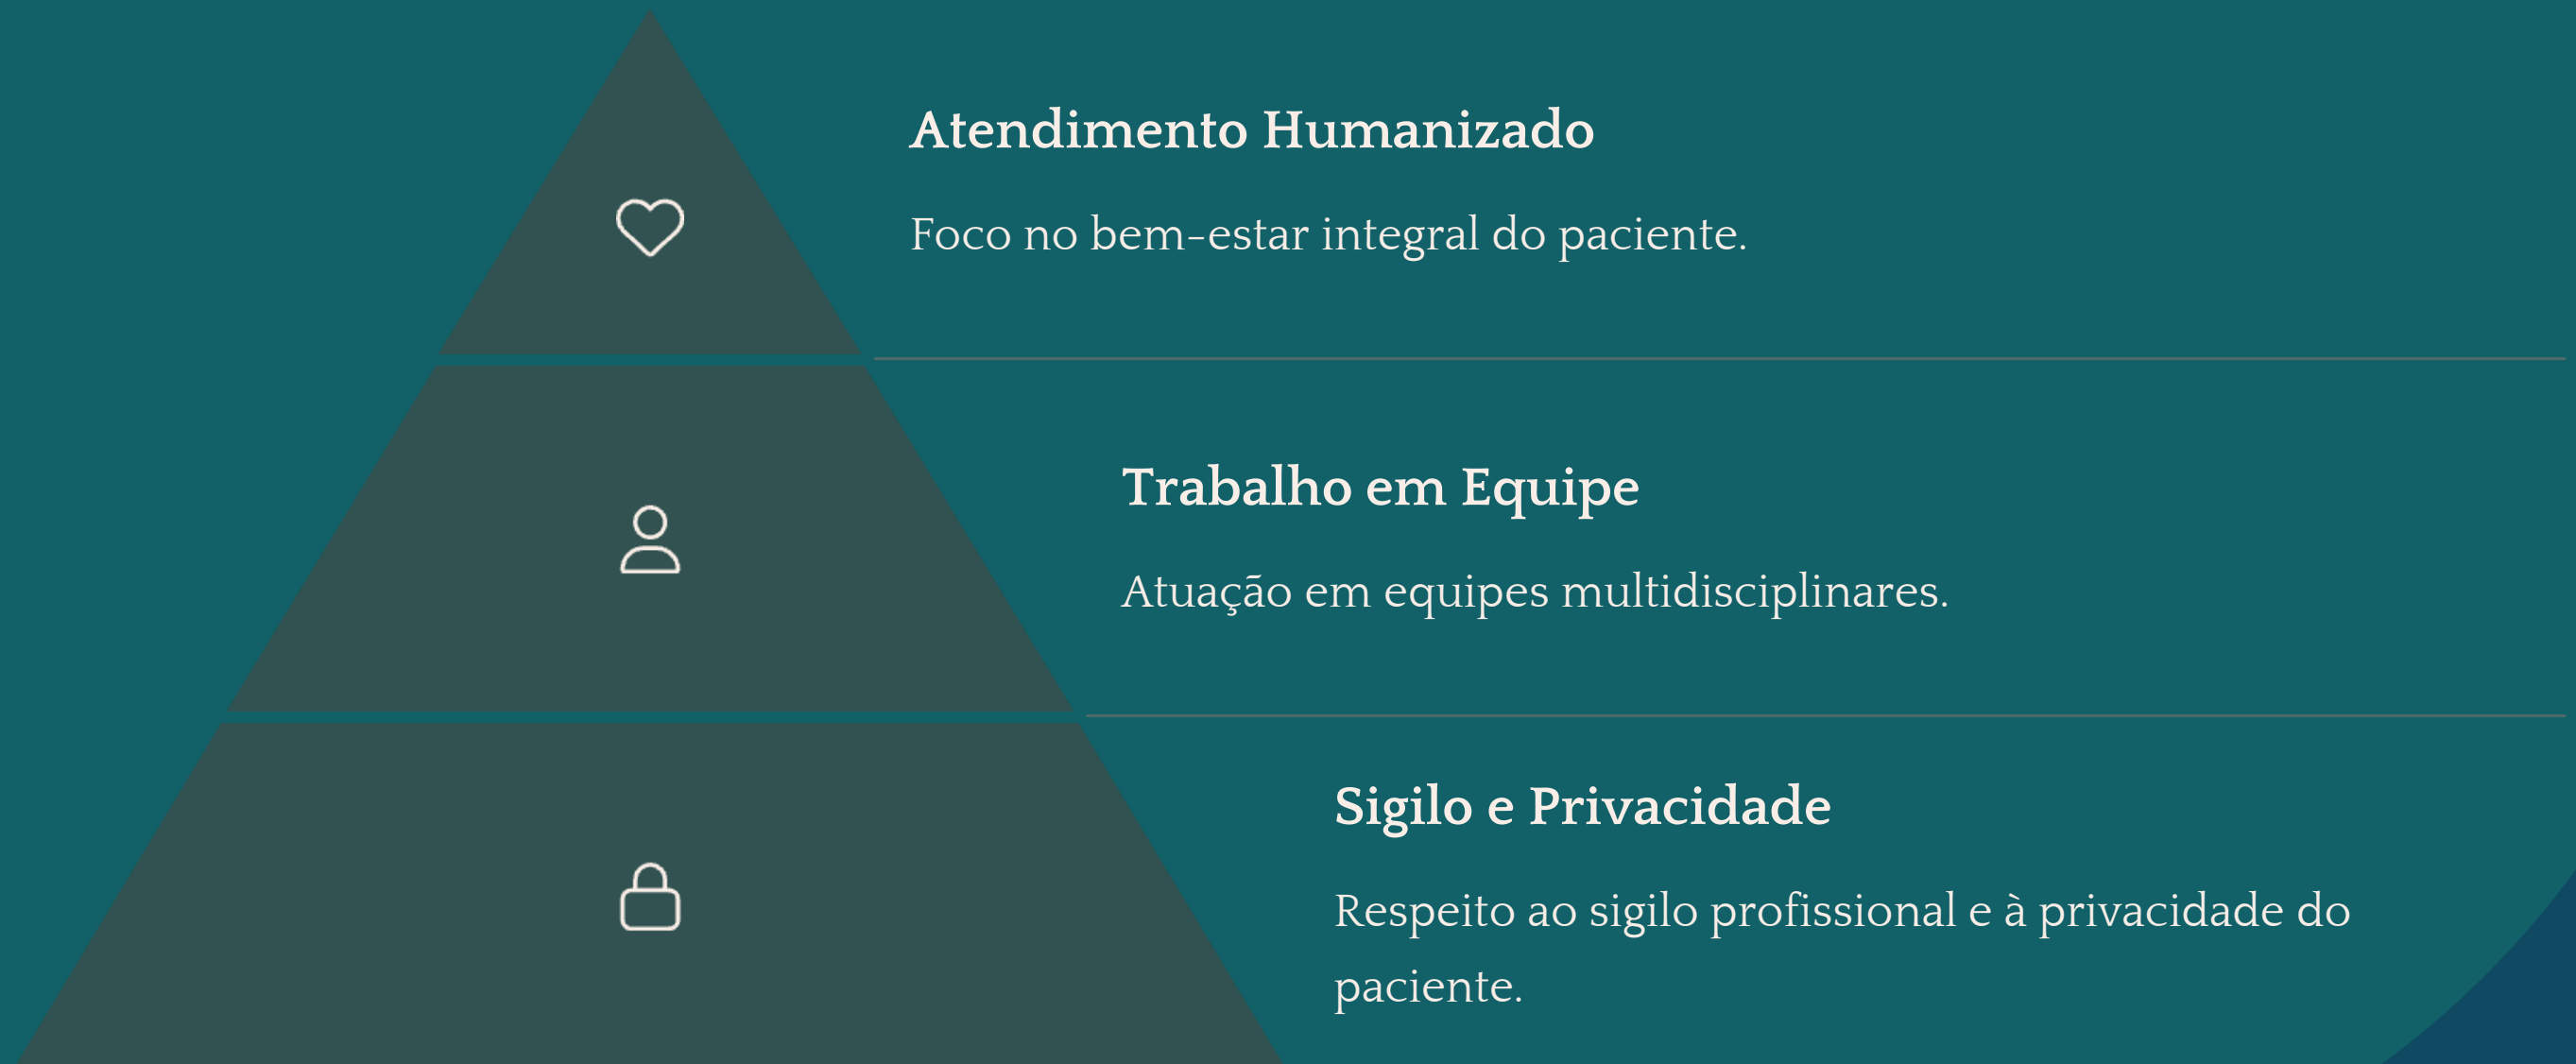 Atendimento Humanizado
Foco no bem-estar integral do paciente.
Trabalho em Equipe
Atuação em equipes multidisciplinares.
Sigilo e Privacidade
Respeito ao sigilo profissional e à privacidade do
paciente.